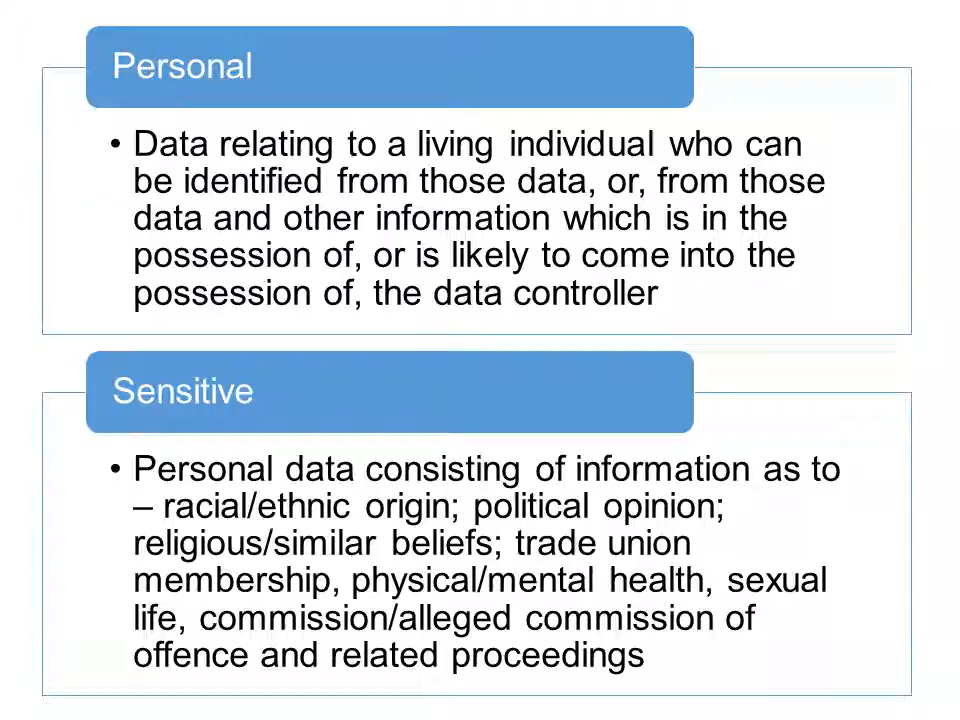 Personal
• Data relating to a living individual who can
be identified from those data, or, from those
data and other information which is in the
possession of, or is likely to come into the
possession of, the data controller
Sensitive
• Personal data consisting of information as to
– racial/ethnic origin; political opinion;
religious/similar beliefs; trade union
membership, physical/mental health, sexual
life, commission/alleged commission of
offence and related proceedings